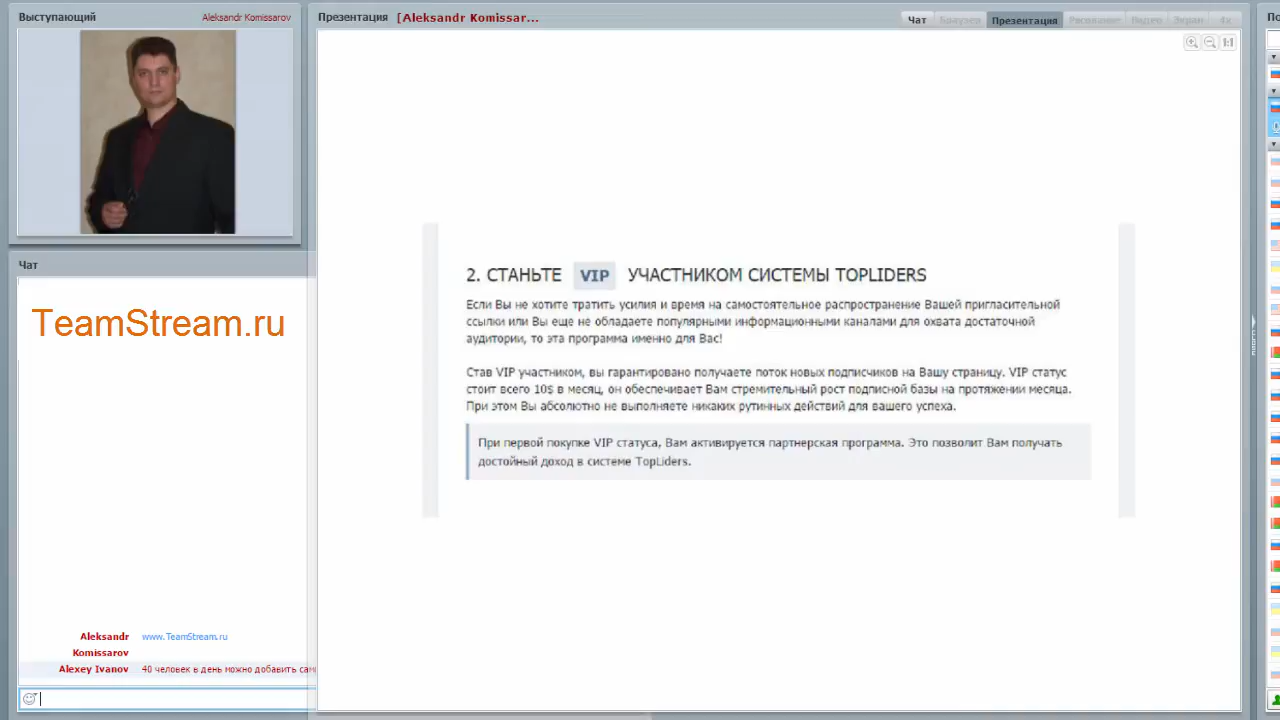 Выступающий
Aleksandr Komissarov
Презентация [Aleksandr Komissar...
Чат
Браузер
Презентация
Рисование
Видео
Экран
4x
По
Чат
TeamStream.ru
2. СТАНЬТЕ VIP УЧАСТНИКОМ СИСТЕМЫ TOPLIDERS
Если Вы не хотите тратить усилия и время на самостоятельное распространение Вашей пригласительной
ссылки или Вы еще не обладаете популярными информационными каналами для охвата достаточной
аудитории, то эта программа именно для Вас!
Став VIP участником, вы гарантировано получаете поток новых подписчиков на Вашу страницу. VIP статус
стоит всего 10$ в месяц, он обеспечивает Вам стремительный рост подписной базы на протяжении месяца.
При этом Вы абсолютно не выполняете никаких рутинных действий для вашего успеха.
При первой покупке VIP статуса, Вам активируется партнерская программа. Это позволит Вам получать
достойный доход в системе TopLiders.
Aleksandr Komissarov
www.TeamStream.ru
Alexey Ivanov
40 человек в день можно добавить сам